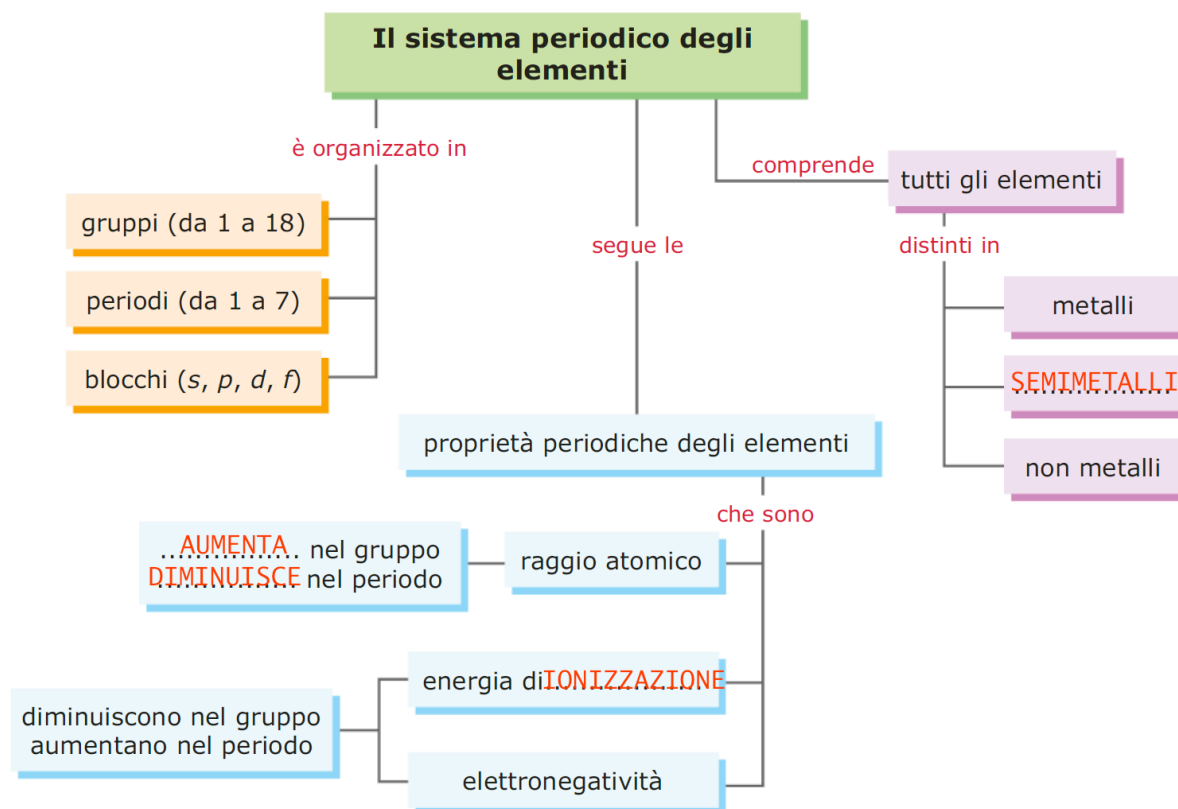 Il sistema periodico degli
elementi
è organizzato in
comprende
tutti gli elementi
gruppi (da 1 a 18)
segue le
distinti in
periodi (da 1 a 7)
metalli
blocchi (s, p, d, f)
SEMIMETALLI
proprietà periodiche degli elementi
non metalli
che sono
AUMENTA nel gruppo
DIMINUISCE nel periodo
raggio atomico
energia di IONIZZAZIONE
diminuiscono nel gruppo
aumentano nel periodo
elettronegatività